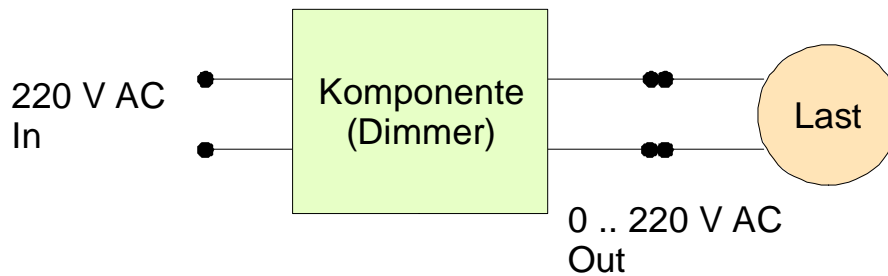 220 V AC
In
Komponente
(Dimmer)
Last
0 .. 220 V AC
Out